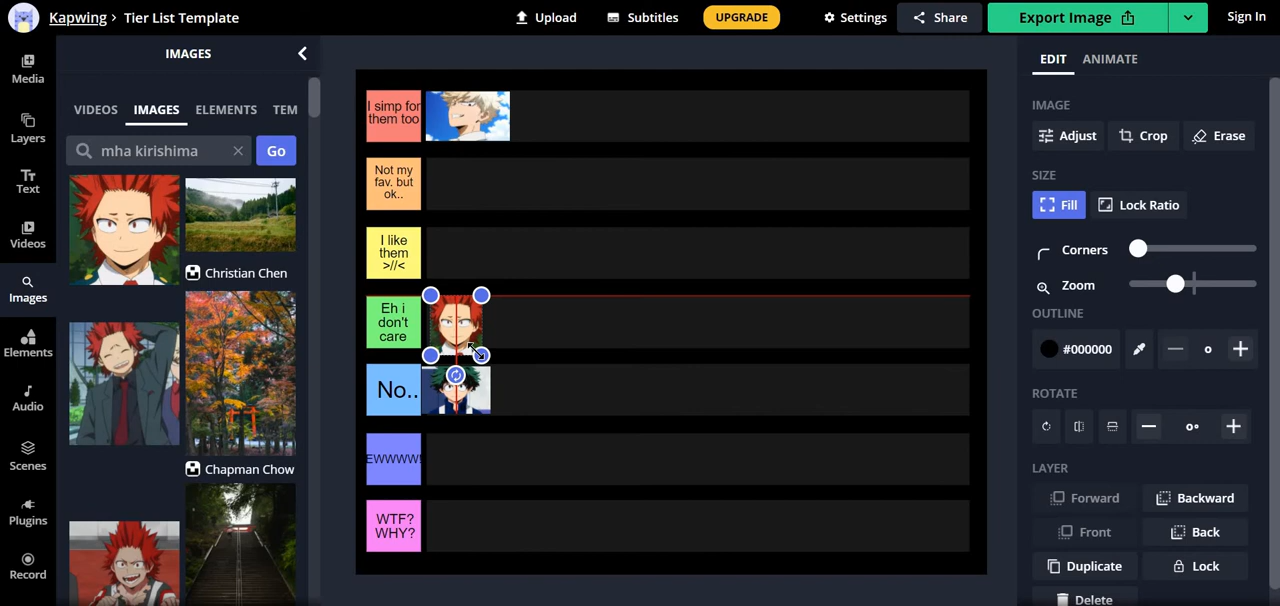 Kapwing › Tier List Template
Upload
Subtitles
UPGRADE
Settings
Share
Export Image
Sign In
Media
Layers
Text
Videos
Images
Elements
Audio
Scenes
Plugins
Record
IMAGES
VIDEOS IMAGES ELEMENTS TEM
mha kirishima
Go
Christian Chen
Chapman Chow
I simp for
them too
Not my
fav. but
ok..
I like
them
>//<
Eh i
don't
care
No..
EWWWW!
WTF?
WHY?
EDIT ANIMATE
IMAGE
Adjust Crop Erase
SIZE
Fill Lock Ratio
Corners
Zoom
OUTLINE
#000000 — 0 +
ROTATE
— 0° +
LAYER
Forward Backward
Front Back
Duplicate Lock
Delete